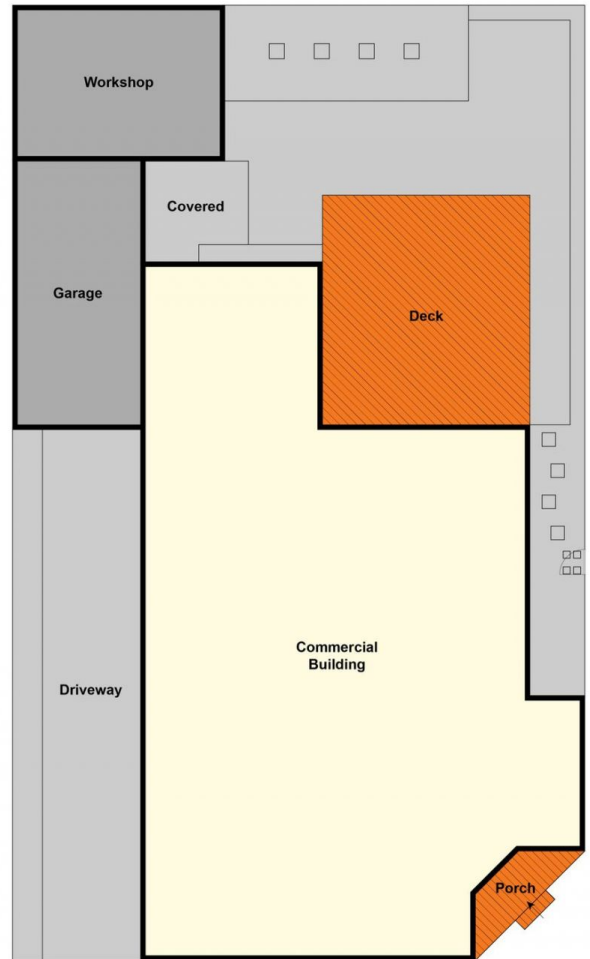 Workshop
Covered
Garage
Deck
Commercial
Building
Driveway
Porch